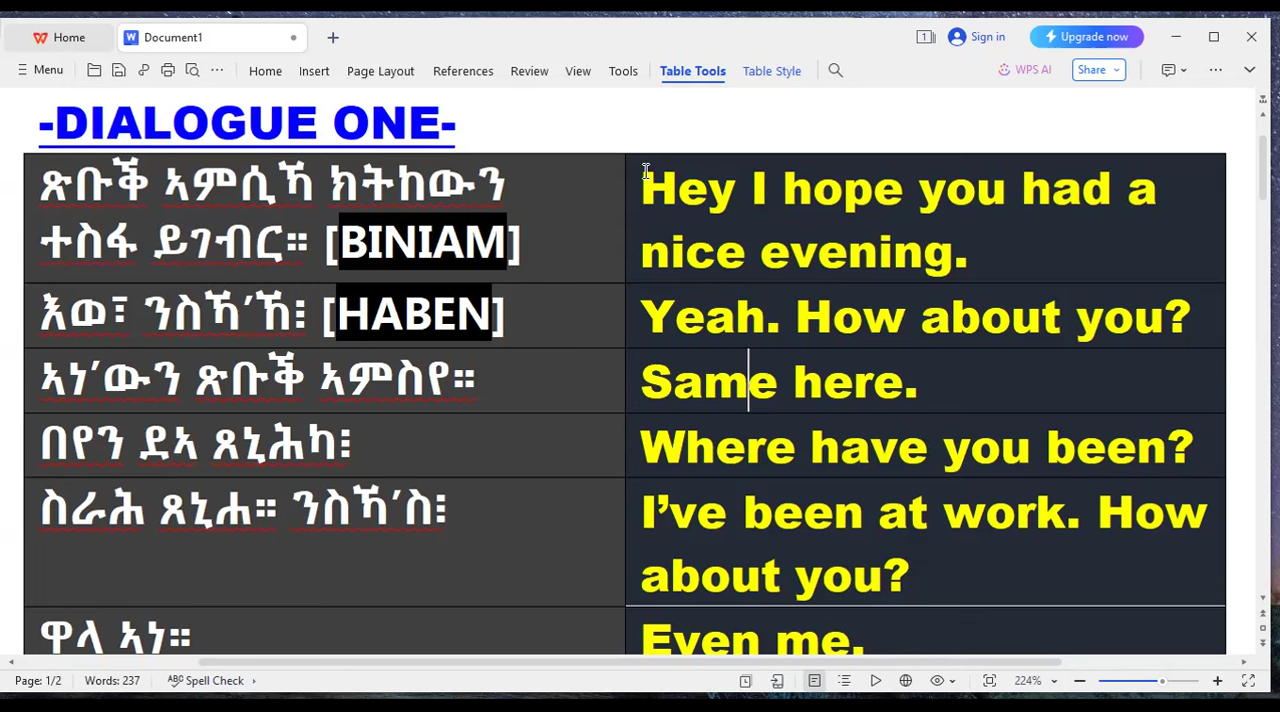 Home
Document1
Sign in
Upgrade now
Menu
Home Insert Page Layout References Review View Tools Table Tools Table Style
WPS AI
Share
-DIALOGUE ONE-
ጽቡቕ ኣምሲኻ ክትከውን
ተስፋ ይገብር። [BINIAM]
Hey I hope you had a
nice evening.
እወ፣ ንስኻ’ኸ፧ [HABEN]
Yeah. How about you?
ኣነ’ውን ጽቡቕ ኣምስየ።
Same here.
በየን ደኣ ጸኒሕካ፧
Where have you been?
ስራሕ ጸኒሐ። ንስኻ’ስ፧
I’ve been at work. How
about you?
ዋላ ኣነ።
Even me.
Page: 1/2 Words: 237 Spell Check
224%